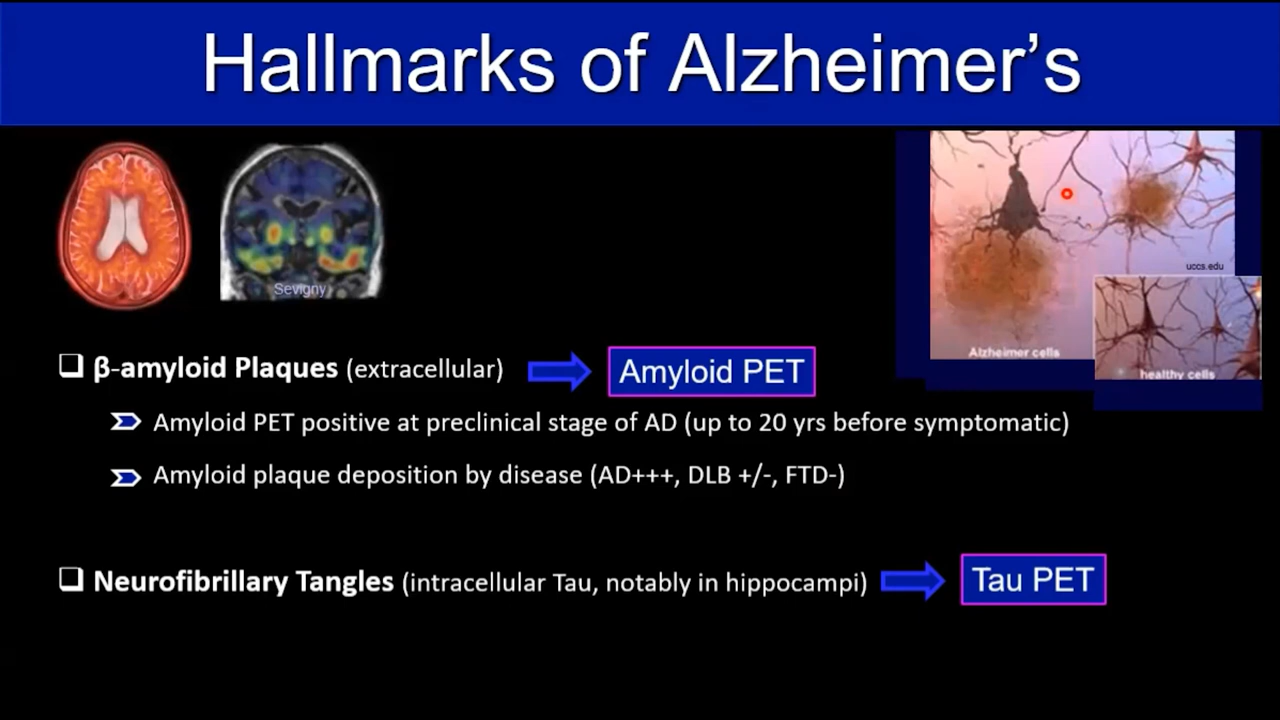 Hallmarks of Alzheimer's
Sevigny
uccs.edu
Alzheimer cells
healthy cells
β-amyloid Plaques (extracellular)
Amyloid PET
Amyloid PET positive at preclinical stage of AD (up to 20 yrs before symptomatic)
Amyloid plaque deposition by disease (AD+++, DLB +/-, FTD-)
Neurofibrillary Tangles (intracellular Tau, notably in hippocampi)
Tau PET